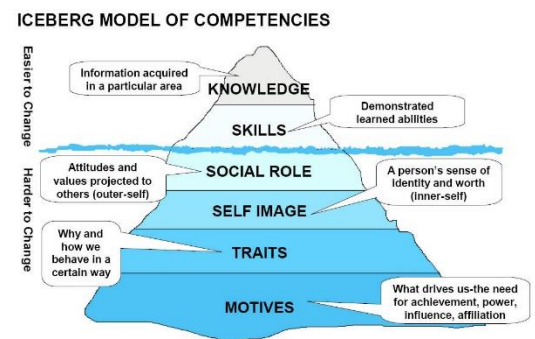 ICEBERG MODEL OF COMPETENCIES
Easier to Change
Information acquired
in a particular area
KNOWLEDGE
Demonstrated
learned abilities
SKILLS
Harder to Change
Attitudes and
values projected to
others (outer-self)
SOCIAL ROLE
A person's sense of
identity and worth
(inner-self)
SELF IMAGE
Why and
how we
behave in a
certain way
TRAITS
What drives us-the need
for achievement, power,
influence, affiliation
MOTIVES